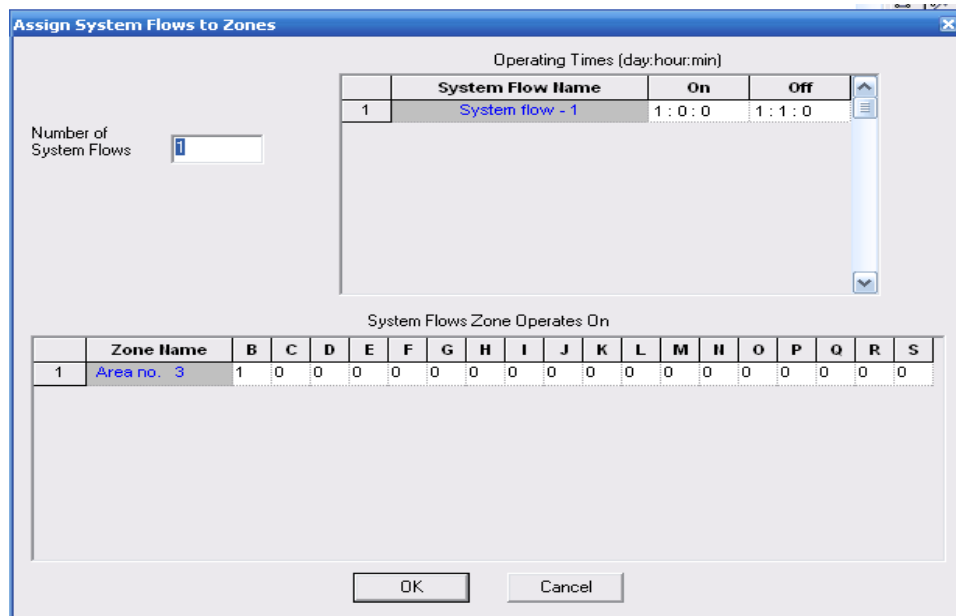 Assign System Flows to Zones
Operating Times (day:hour:min)
System Flow Name On Off
1 System flow - 1 1 : 0 : 0 1 : 1 : 0
Number of
System Flows
1
System Flows Zone Operates On
Zone Name B C D E F G H I J K L M N O P Q R S
1 Area no. 3 1 0 0 0 0 0 0 0 0 0 0 0 0 0 0 0 0 0
OK Cancel